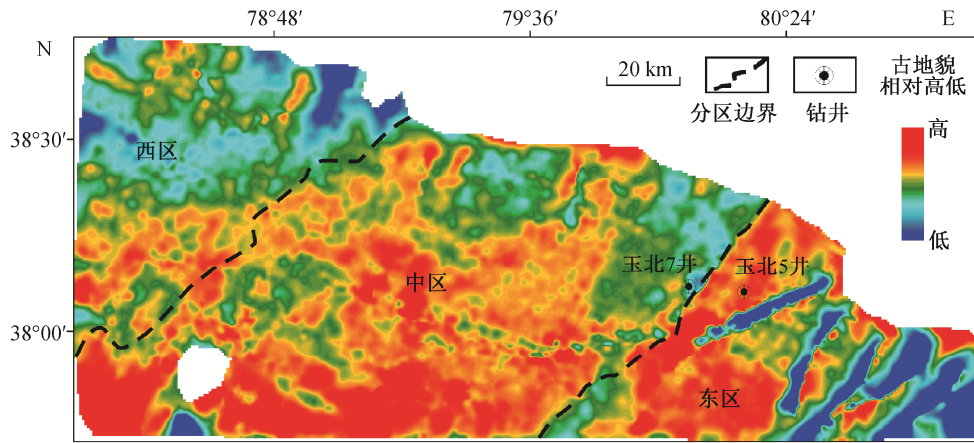 78°48′
79°36′
80°24′
E
N
20 km
分区边界
钻井
古地貌
相对高低
高
低
38°30′
西区
中区
玉北7井
玉北5井
38°00′
东区